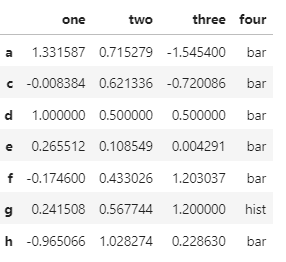 one two three four
a 1.331587 0.715279 -1.545400 bar
c -0.008384 0.621336 -0.720086 bar
d 1.000000 0.500000 0.500000 bar
e 0.265512 0.108549 0.004291 bar
f -0.174600 0.433026 1.203037 bar
g 0.241508 0.567744 1.200000 hist
h -0.965066 1.028274 0.228630 bar